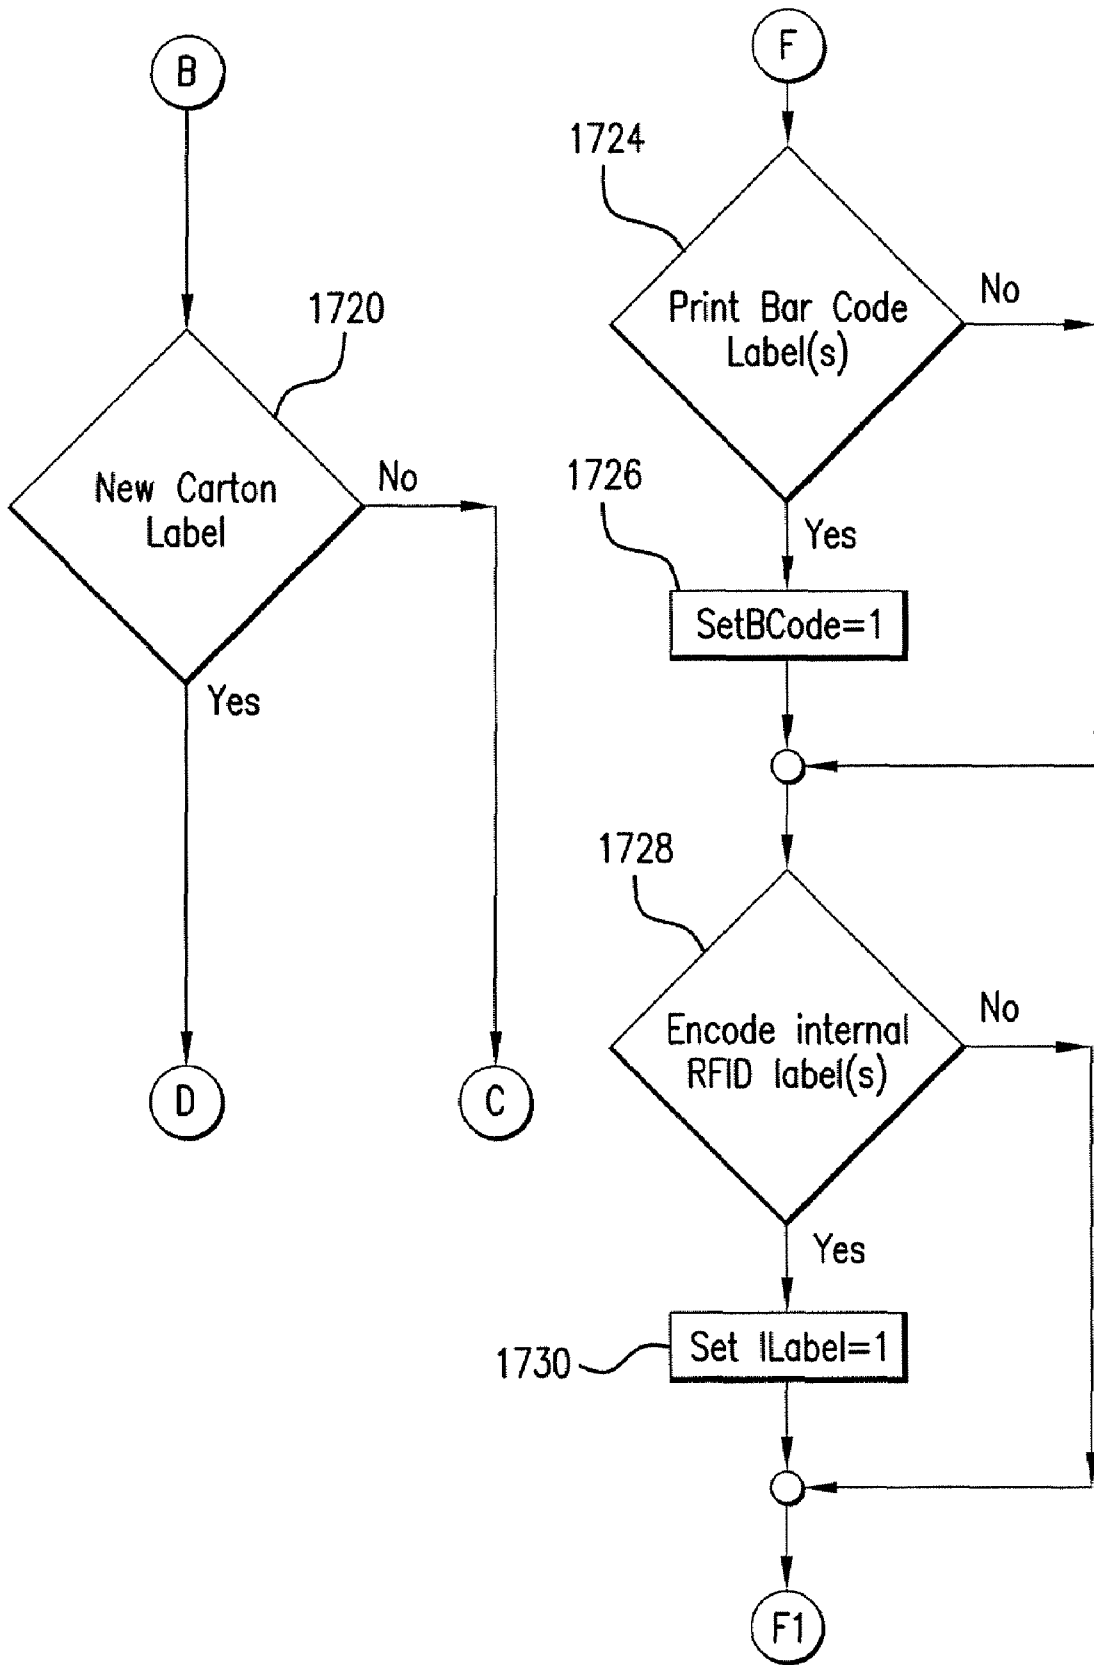 B
1720
New Carton
Label
No
Yes
D
C
F
1724
Print Bar Code
Label(s)
No
1726
Yes
SetBCode=1
1728
Encode internal
RFID label(s)
No
Yes
1730
Set ILabel=1
F1